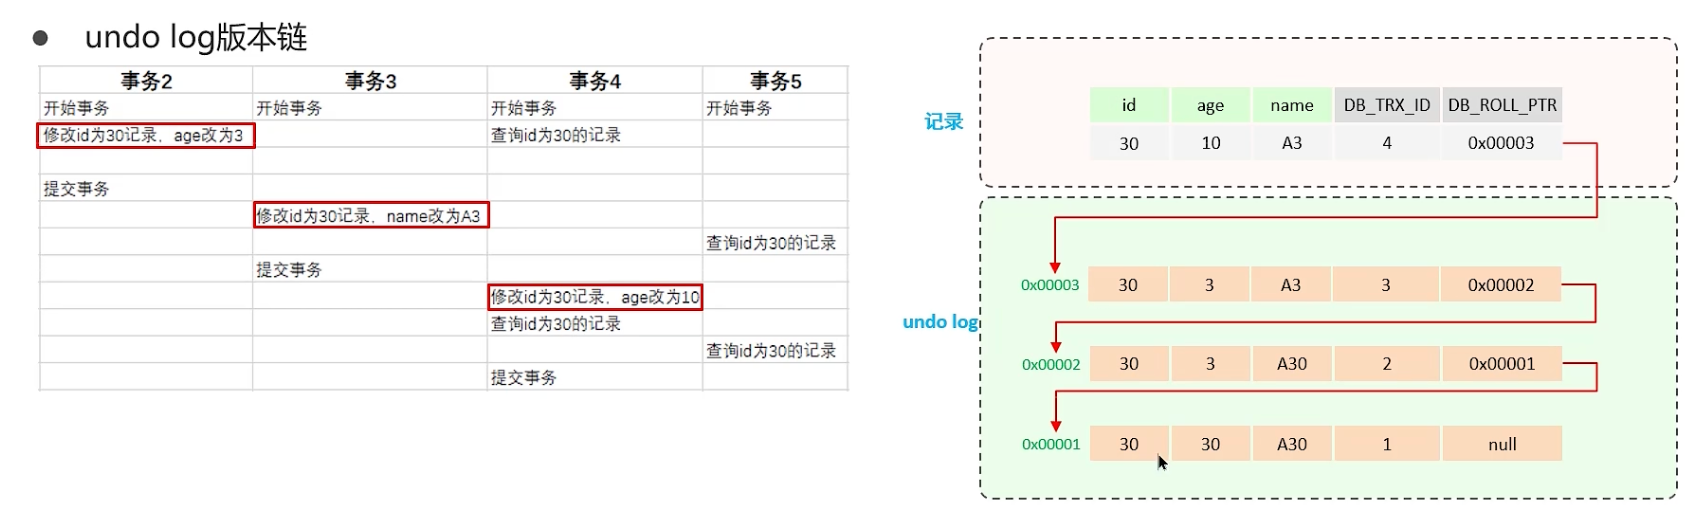 ● undo log版本链
事务2 事务3 事务4 事务5
开始事务 开始事务 开始事务 开始事务
修改id为30记录，age改为3 查询id为30的记录
提交事务
修改id为30记录，name改为A3
查询id为30的记录
提交事务
修改id为30记录，age改为10
查询id为30的记录
查询id为30的记录
提交事务
记录
id age name DB_TRX_ID DB_ROLL_PTR
30 10 A3 4 0x00003
undo log
0x00003 30 3 A3 3 0x00002
0x00002 30 3 A30 2 0x00001
0x00001 30 30 A30 1 null